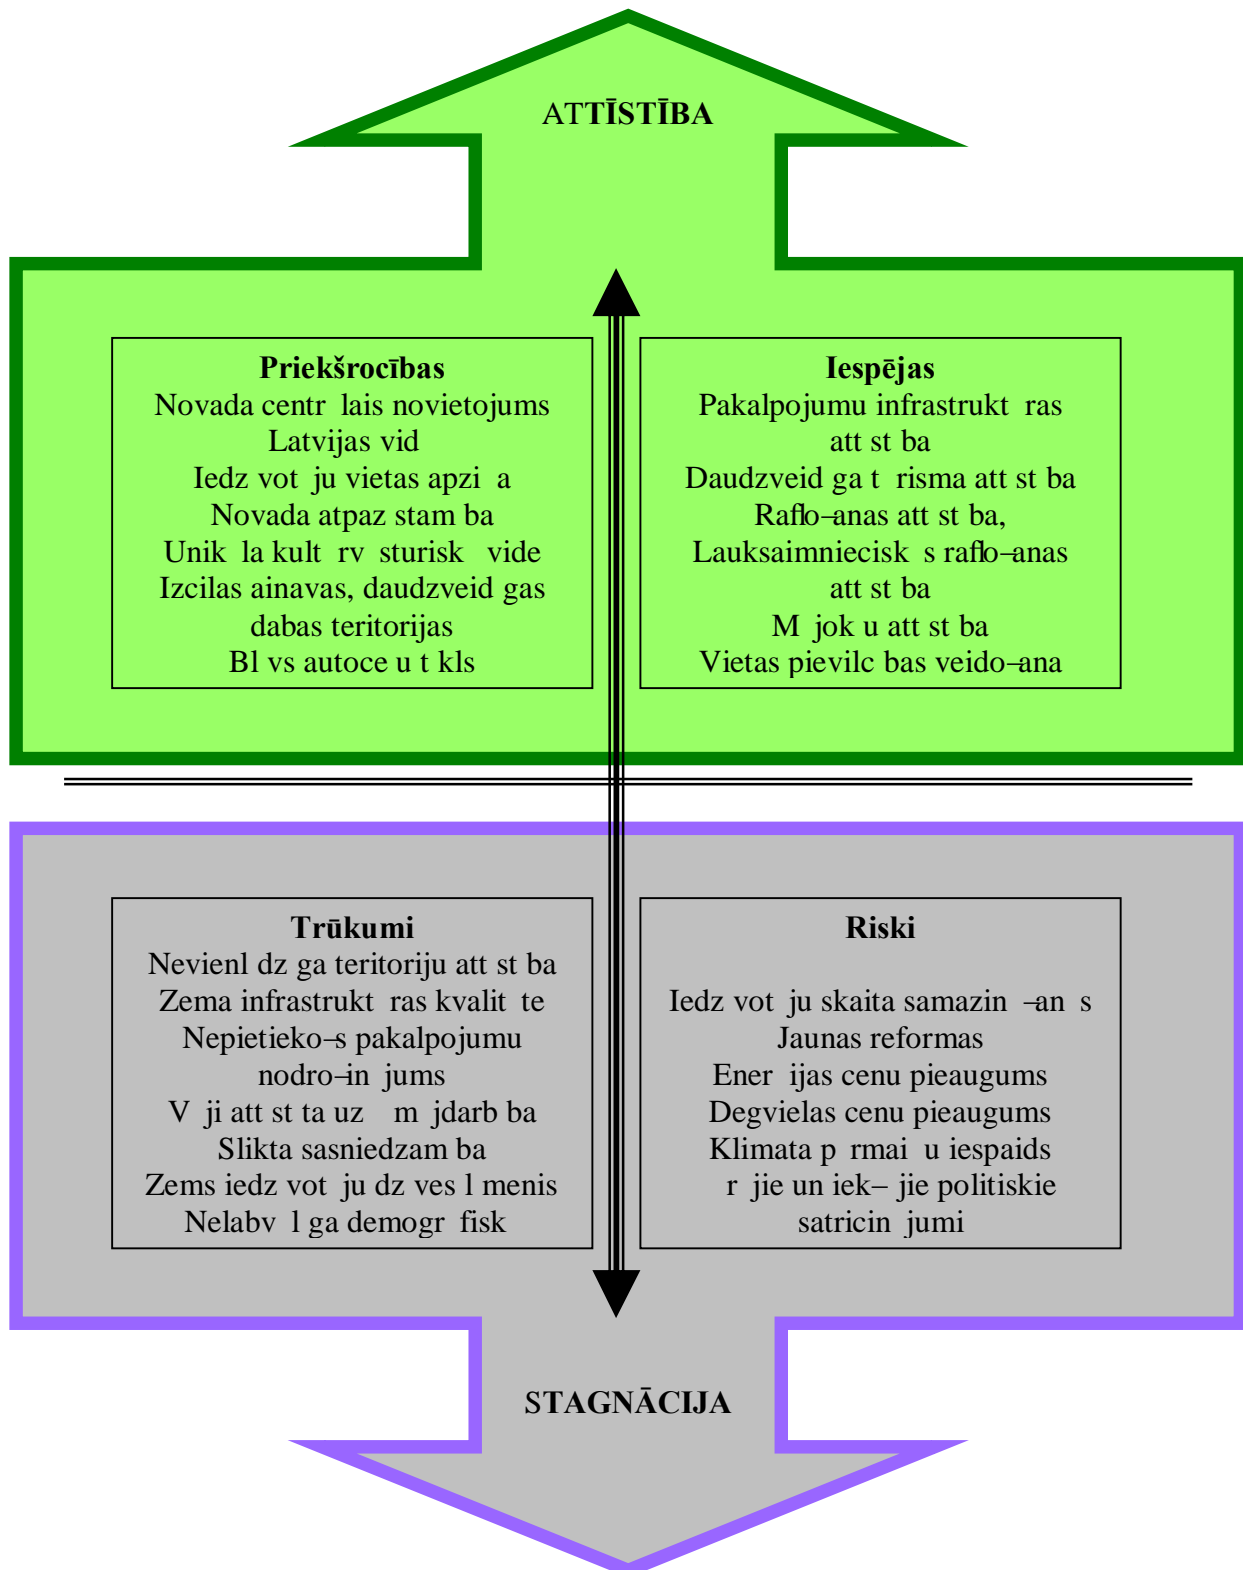 ATTĪSTĪBA
Priekšrocības
Novada centr lais novietojums
Latvijas vid
Iedz vot ju vietas apzi a
Novada atpaz stam ba
Unik la kult rv sturisk vide
Izcilas ainavas, daudzveid gas
dabas teritorijas
Bl vs autoce u t kls
Iespējas
Pakalpojumu infrastrukt ras
att st ba
Daudzveid ga t risma att st ba
Raflo–anas att st ba,
Lauksaimniecisk s raflo–anas
att st ba
M jok u att st ba
Vietas pievilc bas veido–ana
Trūkumi
Nevienl dz ga teritoriju att st ba
Zema infrastrukt ras kvalit te
Nepietieko–s pakalpojumu
nodro–in jums
V ji att st ta uz m jdarb ba
Slikta sasniedzam ba
Zems iedz vot ju dz ves l menis
Nelabv l ga demogr fisk
Riski
Iedz vot ju skaita samazin –an s
Jaunas reformas
Ener ijas cenu pieaugums
Degvielas cenu pieaugums
Klimata p rmai u iespaids
r jie un iek– jie politiskie
satricin jumi
STAGNĀCIJA